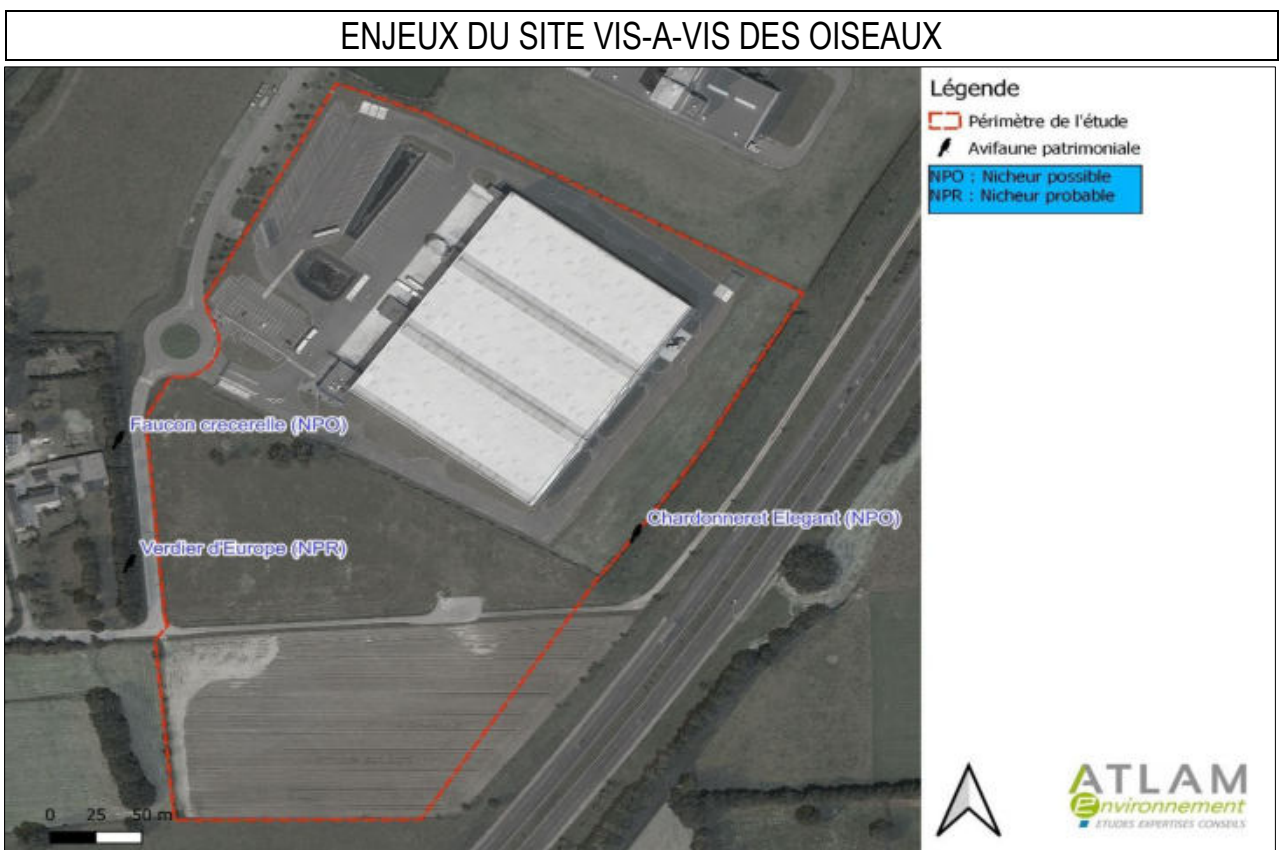 ENJEUX DU SITE VIS-A-VIS DES OISEAUX
Légende
Périmètre de l'étude
Avifaune patrimoniale
NPO : Nicheur possible
NPR : Nicheur probable
Faucon crecerelle (NPO)
Chardonneret Elegant (NPO)
Verdier d'Europe (NPR)
0 25 50 m
ATLAM
environnement
ETUDES EXPERTISES CONSEILS